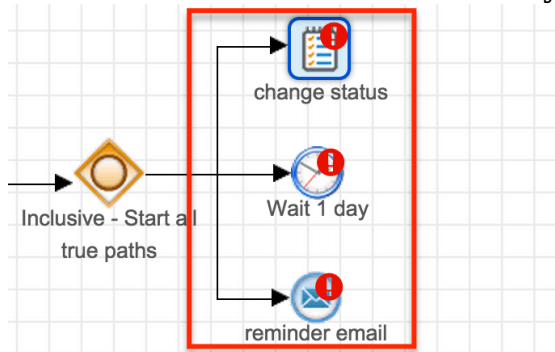 change status
Wait 1 day
Inclusive - Start all
true paths
reminder email